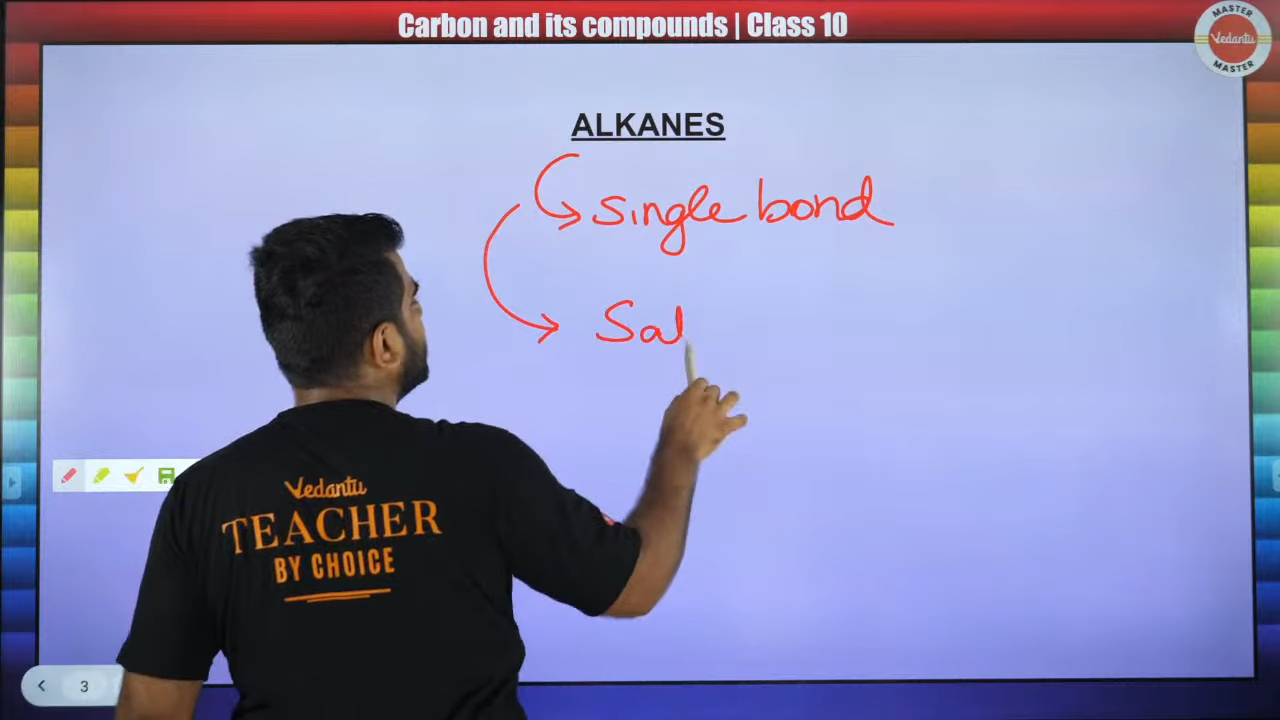 Carbon and its compounds | Class 10
MASTER
Vedantu
MASTER
ALKANES
single bond
Sal
Vedantu
TEACHER
BY CHOICE
3